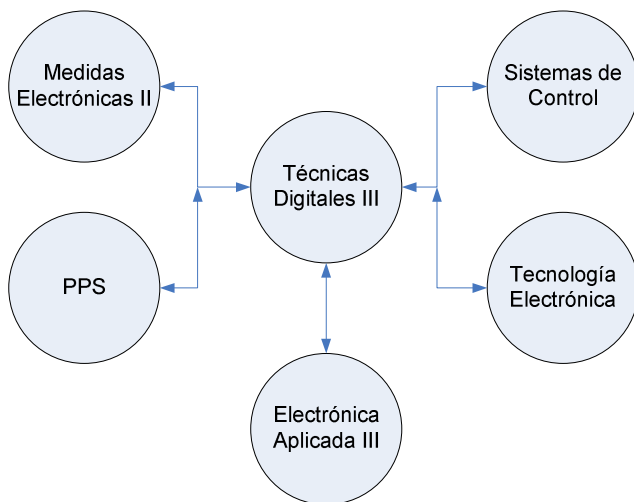 Medidas
Electrónicas II
Sistemas de
Control
Técnicas
Digitales III
PPS
Tecnología
Electrónica
Electrónica
Aplicada III